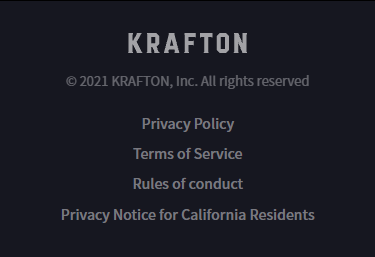 KRAFTON
© 2021 KRAFTON, Inc. All rights reserved
Privacy Policy
Terms of Service
Rules of conduct
Privacy Notice for California Residents